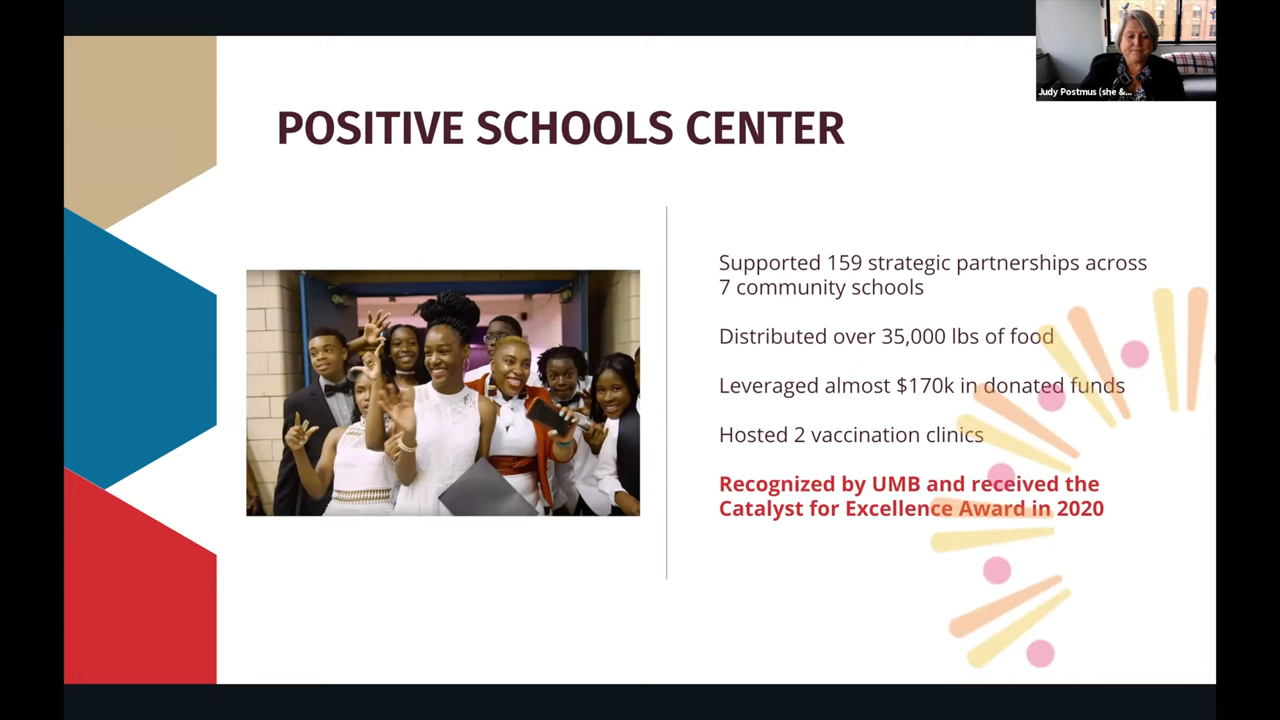 Judy Postmus (she &...
POSITIVE SCHOOLS CENTER
Supported 159 strategic partnerships across
7 community schools
Distributed over 35,000 lbs of food
Leveraged almost $170k in donated funds
Hosted 2 vaccination clinics
Recognized by UMB and received the
Catalyst for Excellence Award in 2020